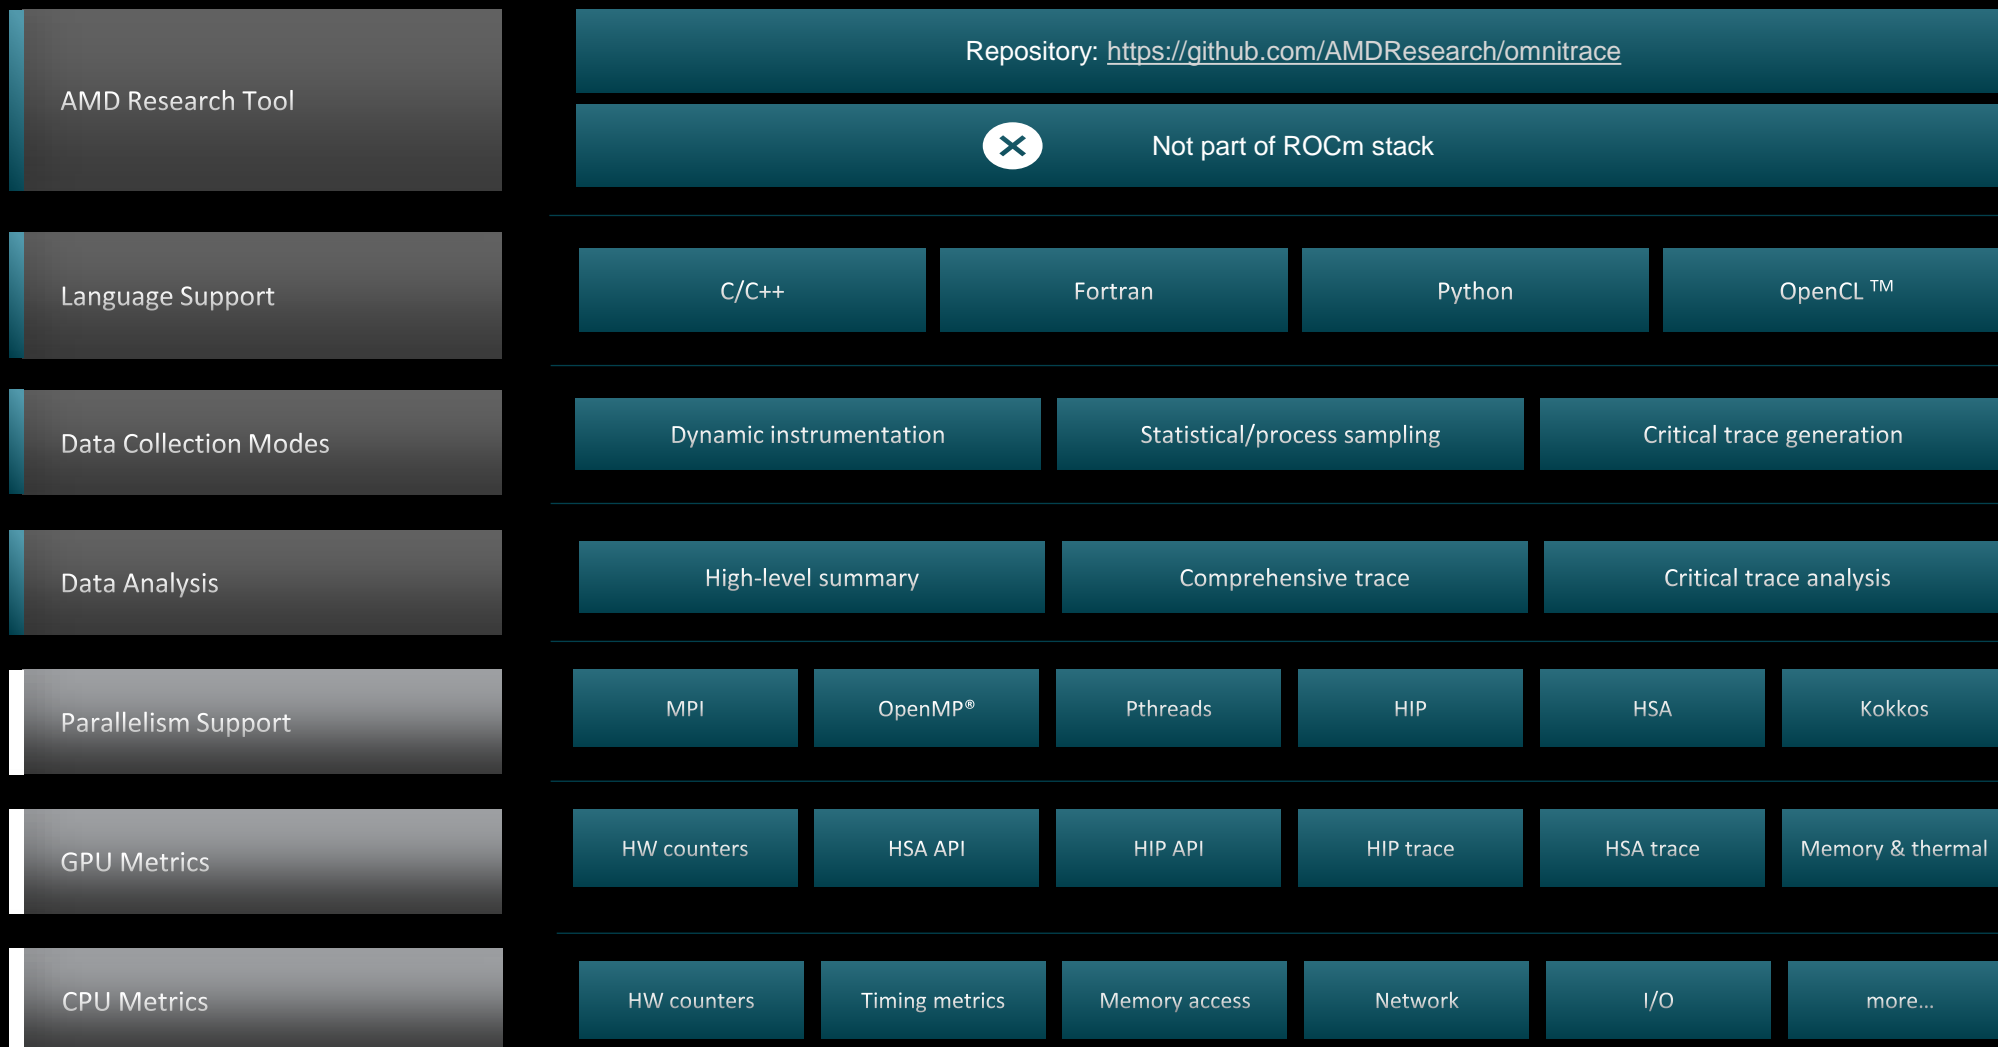 AMD Research Tool
Repository: https://github.com/AMDResearch/omnitrace
Not part of ROCm stack
Language Support
C/C++
Fortran
Python
OpenCL ™
Data Collection Modes
Dynamic instrumentation
Statistical/process sampling
Critical trace generation
Data Analysis
High-level summary
Comprehensive trace
Critical trace analysis
Parallelism Support
MPI
OpenMP®
Pthreads
HIP
HSA
Kokkos
GPU Metrics
HW counters
HSA API
HIP API
HIP trace
HSA trace
Memory & thermal
CPU Metrics
HW counters
Timing metrics
Memory access
Network
I/O
more...